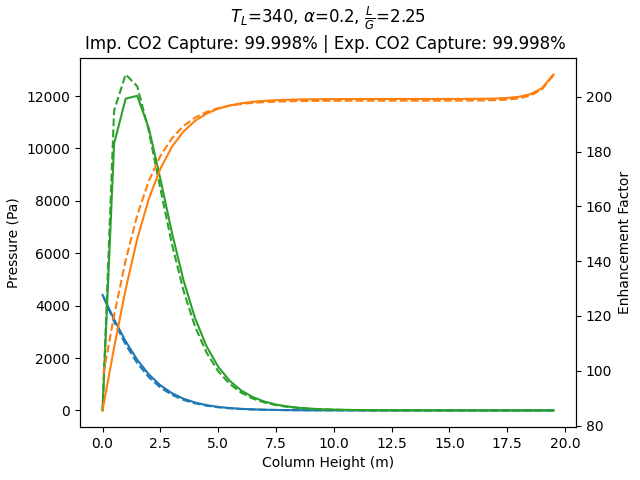 T_L=340, α=0.2, L/G=2.25
Imp. CO2 Capture: 99.998% | Exp. CO2 Capture: 99.998%
12000
10000
8000
6000
4000
2000
0
Pressure (Pa)
200
180
160
140
120
100
80
Enhancement Factor
0.0 2.5 5.0 7.5 10.0 12.5 15.0 17.5 20.0
Column Height (m)